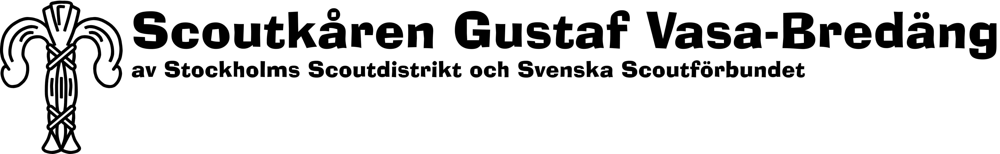 Scoutkåren Gustaf Vasa-Bredäng
av Stockholms Scoutdistrikt och Svenska Scoutförbundet